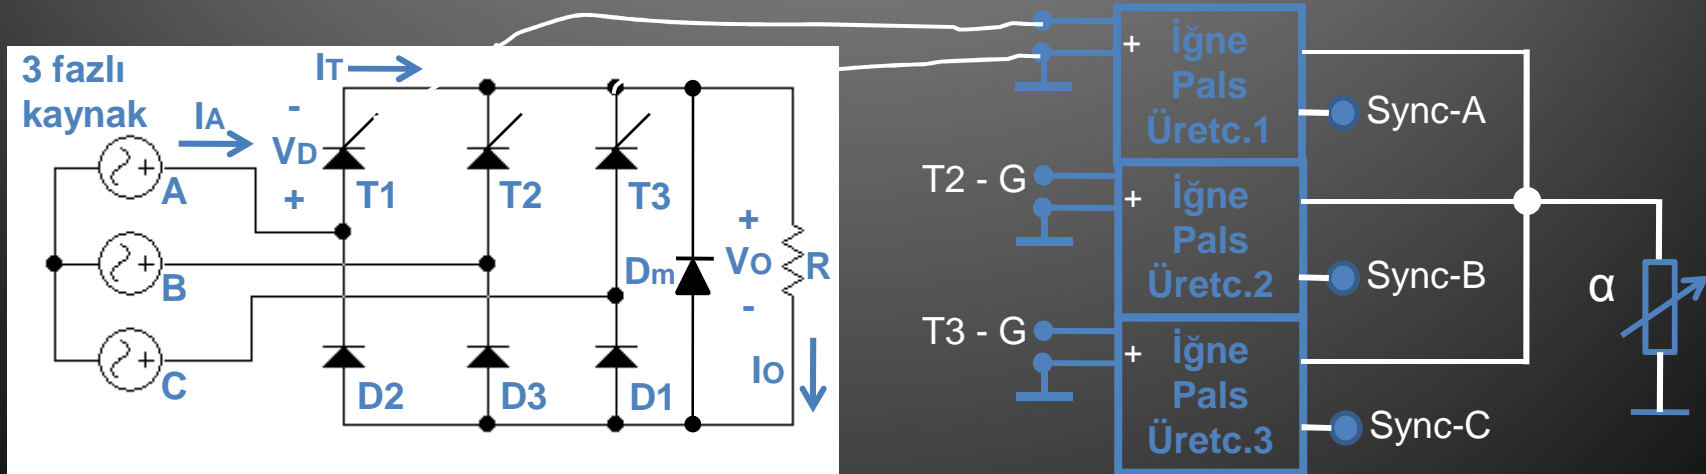 3 fazlı
kaynak
IT
IA
-
VD
+
A
B
C
T1
T2
T3
D2
D3
D1
Dm
+
VO
-
R
IO
+
İğne
Pals
Üretc.1
Sync-A
T2 - G
+
İğne
Pals
Üretc.2
Sync-B
T3 - G
+
İğne
Pals
Üretc.3
Sync-C
α